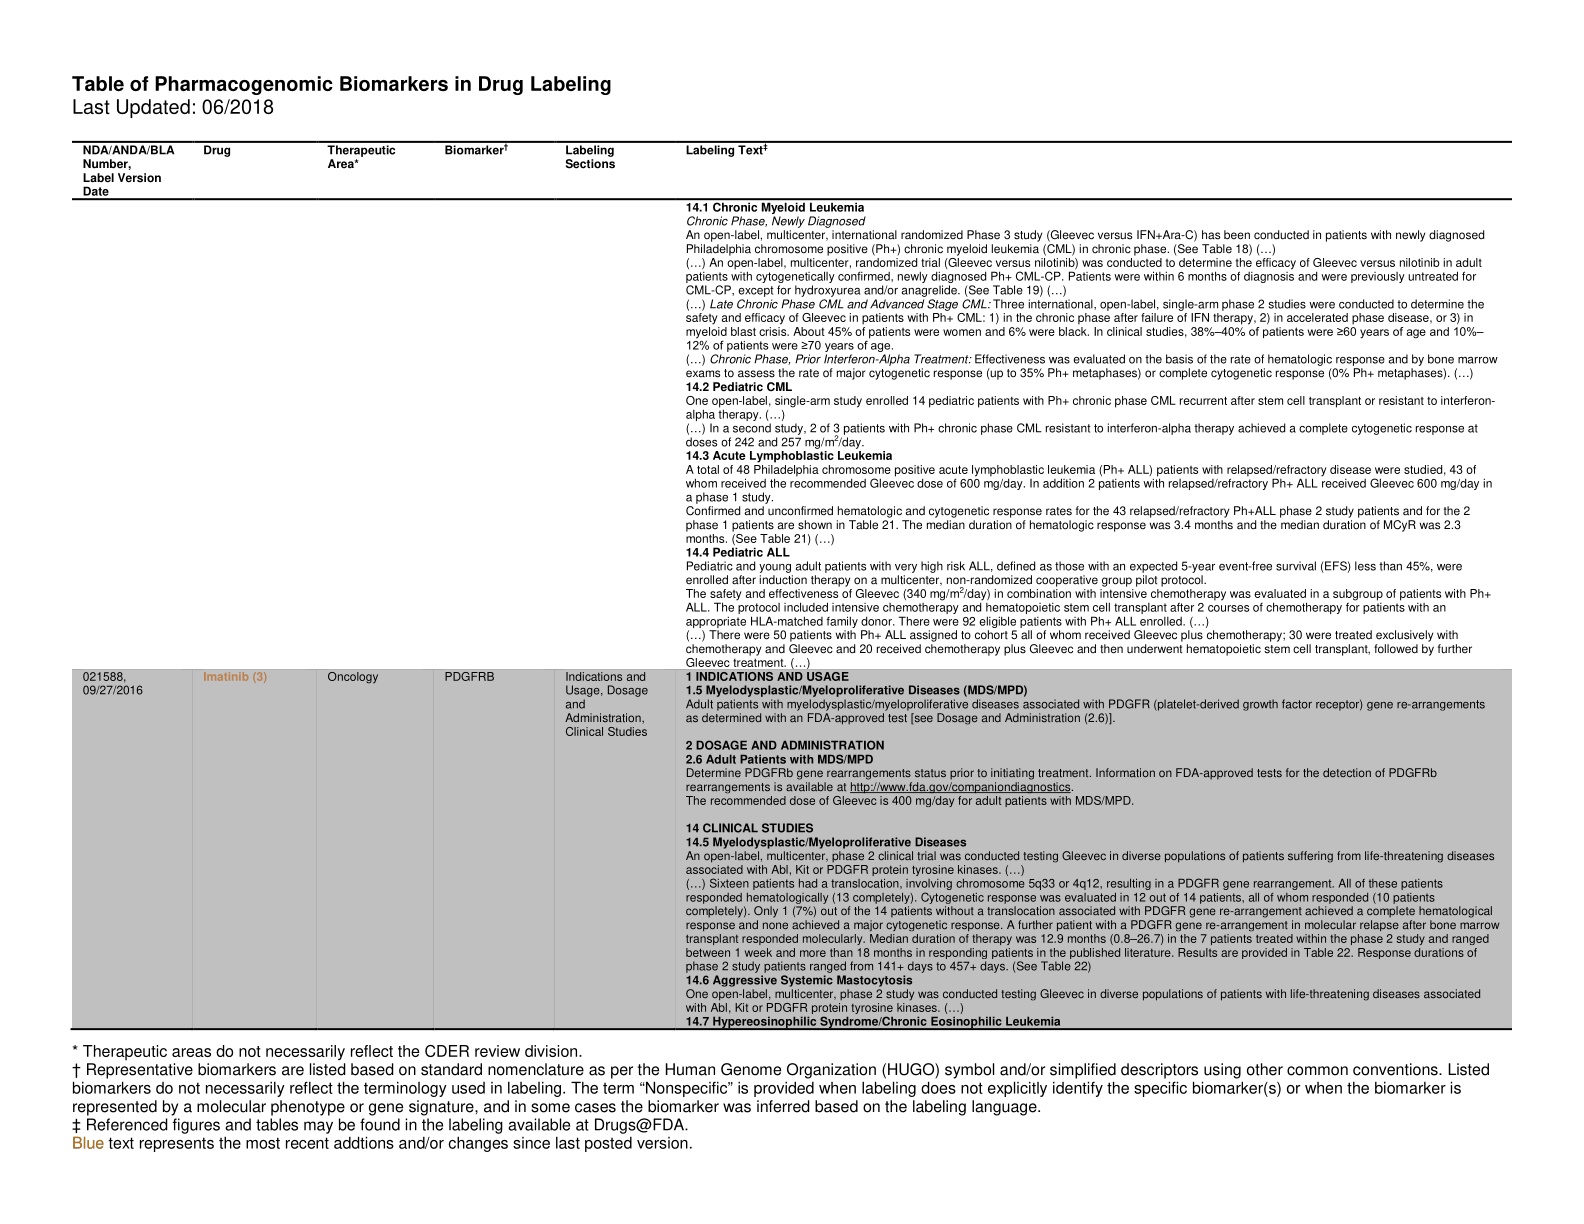 Table of Pharmacogenomic Biomarkers in Drug Labeling
Last Updated: 06/2018
NDA/ANDA/BLA Number, Label Version Date
Drug
Therapeutic Area*
Biomarker†
Labeling Sections
Labeling Text‡
14.1 Chronic Myeloid Leukemia
Chronic Phase, Newly Diagnosed
An open-label, multicenter, international randomized Phase 3 study (Gleevec versus IFN+Ara-C) has been conducted in patients with newly diagnosed
Philadelphia chromosome positive (Ph+) chronic myeloid leukemia (CML) in chronic phase. (See Table 18) (…)
(…) An open-label, multicenter, randomized trial (Gleevec versus nilotinib) was conducted to determine the efficacy of Gleevec versus nilotinib in adult
patients with cytogenetically confirmed, newly diagnosed Ph+ CML-CP. Patients were within 6 months of diagnosis and were previously untreated for
CML-CP, except for hydroxyurea and/or anagrelide. (See Table 19) (…)
(…) Late Chronic Phase CML and Advanced Stage CML: Three international, open-label, single-arm phase 2 studies were conducted to determine the
safety and efficacy of Gleevec in patients with Ph+ CML: 1) in the chronic phase after failure of IFN therapy, 2) in accelerated phase disease, or 3) in
myeloid blast crisis. About 45% of patients were women and 6% were black. In clinical studies, 38%–40% of patients were ≥60 years of age and 10%–
12% of patients were ≥70 years of age.
(…) Chronic Phase, Prior Interferon-Alpha Treatment: Effectiveness was evaluated on the basis of the rate of hematologic response and by bone marrow
exams to assess the rate of major cytogenetic response (up to 35% Ph+ metaphases) or complete cytogenetic response (0% Ph+ metaphases). (…)
14.2 Pediatric CML
One open-label, single-arm study enrolled 14 pediatric patients with Ph+ chronic phase CML recurrent after stem cell transplant or resistant to interferon-
alpha therapy. (…)
(…) In a second study, 2 of 3 patients with Ph+ chronic phase CML resistant to interferon-alpha therapy achieved a complete cytogenetic response at
doses of 242 and 257 mg/m²/day.
14.3 Acute Lymphoblastic Leukemia
A total of 48 Philadelphia chromosome positive acute lymphoblastic leukemia (Ph+ ALL) patients with relapsed/refractory disease were studied, 43 of
whom received the recommended Gleevec dose of 600 mg/day. In addition 2 patients with relapsed/refractory Ph+ ALL received Gleevec 600 mg/day in
a phase 1 study.
Confirmed and unconfirmed hematologic and cytogenetic response rates for the 43 relapsed/refractory Ph+ALL phase 2 study patients and for the 2
phase 1 patients are shown in Table 21. The median duration of hematologic response was 3.4 months and the median duration of MCyR was 2.3
months. (See Table 21) (…)
14.4 Pediatric ALL
Pediatric and young adult patients with very high risk ALL, defined as those with an expected 5-year event-free survival (EFS) less than 45%, were
enrolled after induction therapy on a multicenter, non-randomized cooperative group pilot protocol.
The safety and effectiveness of Gleevec (340 mg/m²/day) in combination with intensive chemotherapy was evaluated in a subgroup of patients with Ph+
ALL. The protocol included intensive chemotherapy and hematopoietic stem cell transplant after 2 courses of chemotherapy for patients with an
appropriate HLA-matched family donor. There were 92 eligible patients with Ph+ ALL enrolled. (…)
(…) There were 50 patients with Ph+ ALL assigned to cohort 5 all of whom received Gleevec plus chemotherapy; 30 were treated exclusively with
chemotherapy and Gleevec and 20 received chemotherapy plus Gleevec and then underwent hematopoietic stem cell transplant, followed by further
Gleevec treatment. (…)
021588,
09/27/2016
Imatinib (3)
Oncology
PDGFRB
Indications and
Usage, Dosage
and
Administration,
Clinical Studies
1 INDICATIONS AND USAGE
1.5 Myelodysplastic/Myeloproliferative Diseases (MDS/MPD)
Adult patients with myelodysplastic/myeloproliferative diseases associated with PDGFR (platelet-derived growth factor receptor) gene re-arrangements
as determined with an FDA-approved test [see Dosage and Administration (2.6)].
2 DOSAGE AND ADMINISTRATION
2.6 Adult Patients with MDS/MPD
Determine PDGFRb gene rearrangements status prior to initiating treatment. Information on FDA-approved tests for the detection of PDGFRb
rearrangements is available at http://www.fda.gov/companiondiagnostics.
The recommended dose of Gleevec is 400 mg/day for adult patients with MDS/MPD.
14 CLINICAL STUDIES
14.5 Myelodysplastic/Myeloproliferative Diseases
An open-label, multicenter, phase 2 clinical trial was conducted testing Gleevec in diverse populations of patients suffering from life-threatening diseases
associated with Abl, Kit or PDGFR protein tyrosine kinases. (…)
(…) Sixteen patients had a translocation, involving chromosome 5q33 or 4q12, resulting in a PDGFR gene rearrangement. All of these patients
responded hematologically (13 completely). Cytogenetic response was evaluated in 12 out of 14 patients, all of whom responded (10 patients
completely). Only 1 (7%) out of the 14 patients without a translocation associated with PDGFR gene re-arrangement achieved a complete hematological
response and none achieved a major cytogenetic response. A further patient with a PDGFR gene re-arrangement in molecular relapse after bone marrow
transplant responded molecularly. Median duration of therapy was 12.9 months (0.8–26.7) in the 7 patients treated within the phase 2 study and ranged
between 1 week and more than 18 months in responding patients in the published literature. Results are provided in Table 22. Response durations of
phase 2 study patients ranged from 141+ days to 457+ days. (See Table 22)
14.6 Aggressive Systemic Mastocytosis
One open-label, multicenter, phase 2 study was conducted testing Gleevec in diverse populations of patients with life-threatening diseases associated
with Abl, Kit or PDGFR protein tyrosine kinases. (…)
14.7 Hypereosinophilic Syndrome/Chronic Eosinophilic Leukemia
* Therapeutic areas do not necessarily reflect the CDER review division.
† Representative biomarkers are listed based on standard nomenclature as per the Human Genome Organization (HUGO) symbol and/or simplified descriptors using other common conventions. Listed
biomarkers do not necessarily reflect the terminology used in labeling. The term “Nonspecific” is provided when labeling does not explicitly identify the specific biomarker(s) or when the biomarker is
represented by a molecular phenotype or gene signature, and in some cases the biomarker was inferred based on the labeling language.
‡ Referenced figures and tables may be found in the labeling available at Drugs@FDA.
Blue text represents the most recent addtions and/or changes since last posted version.